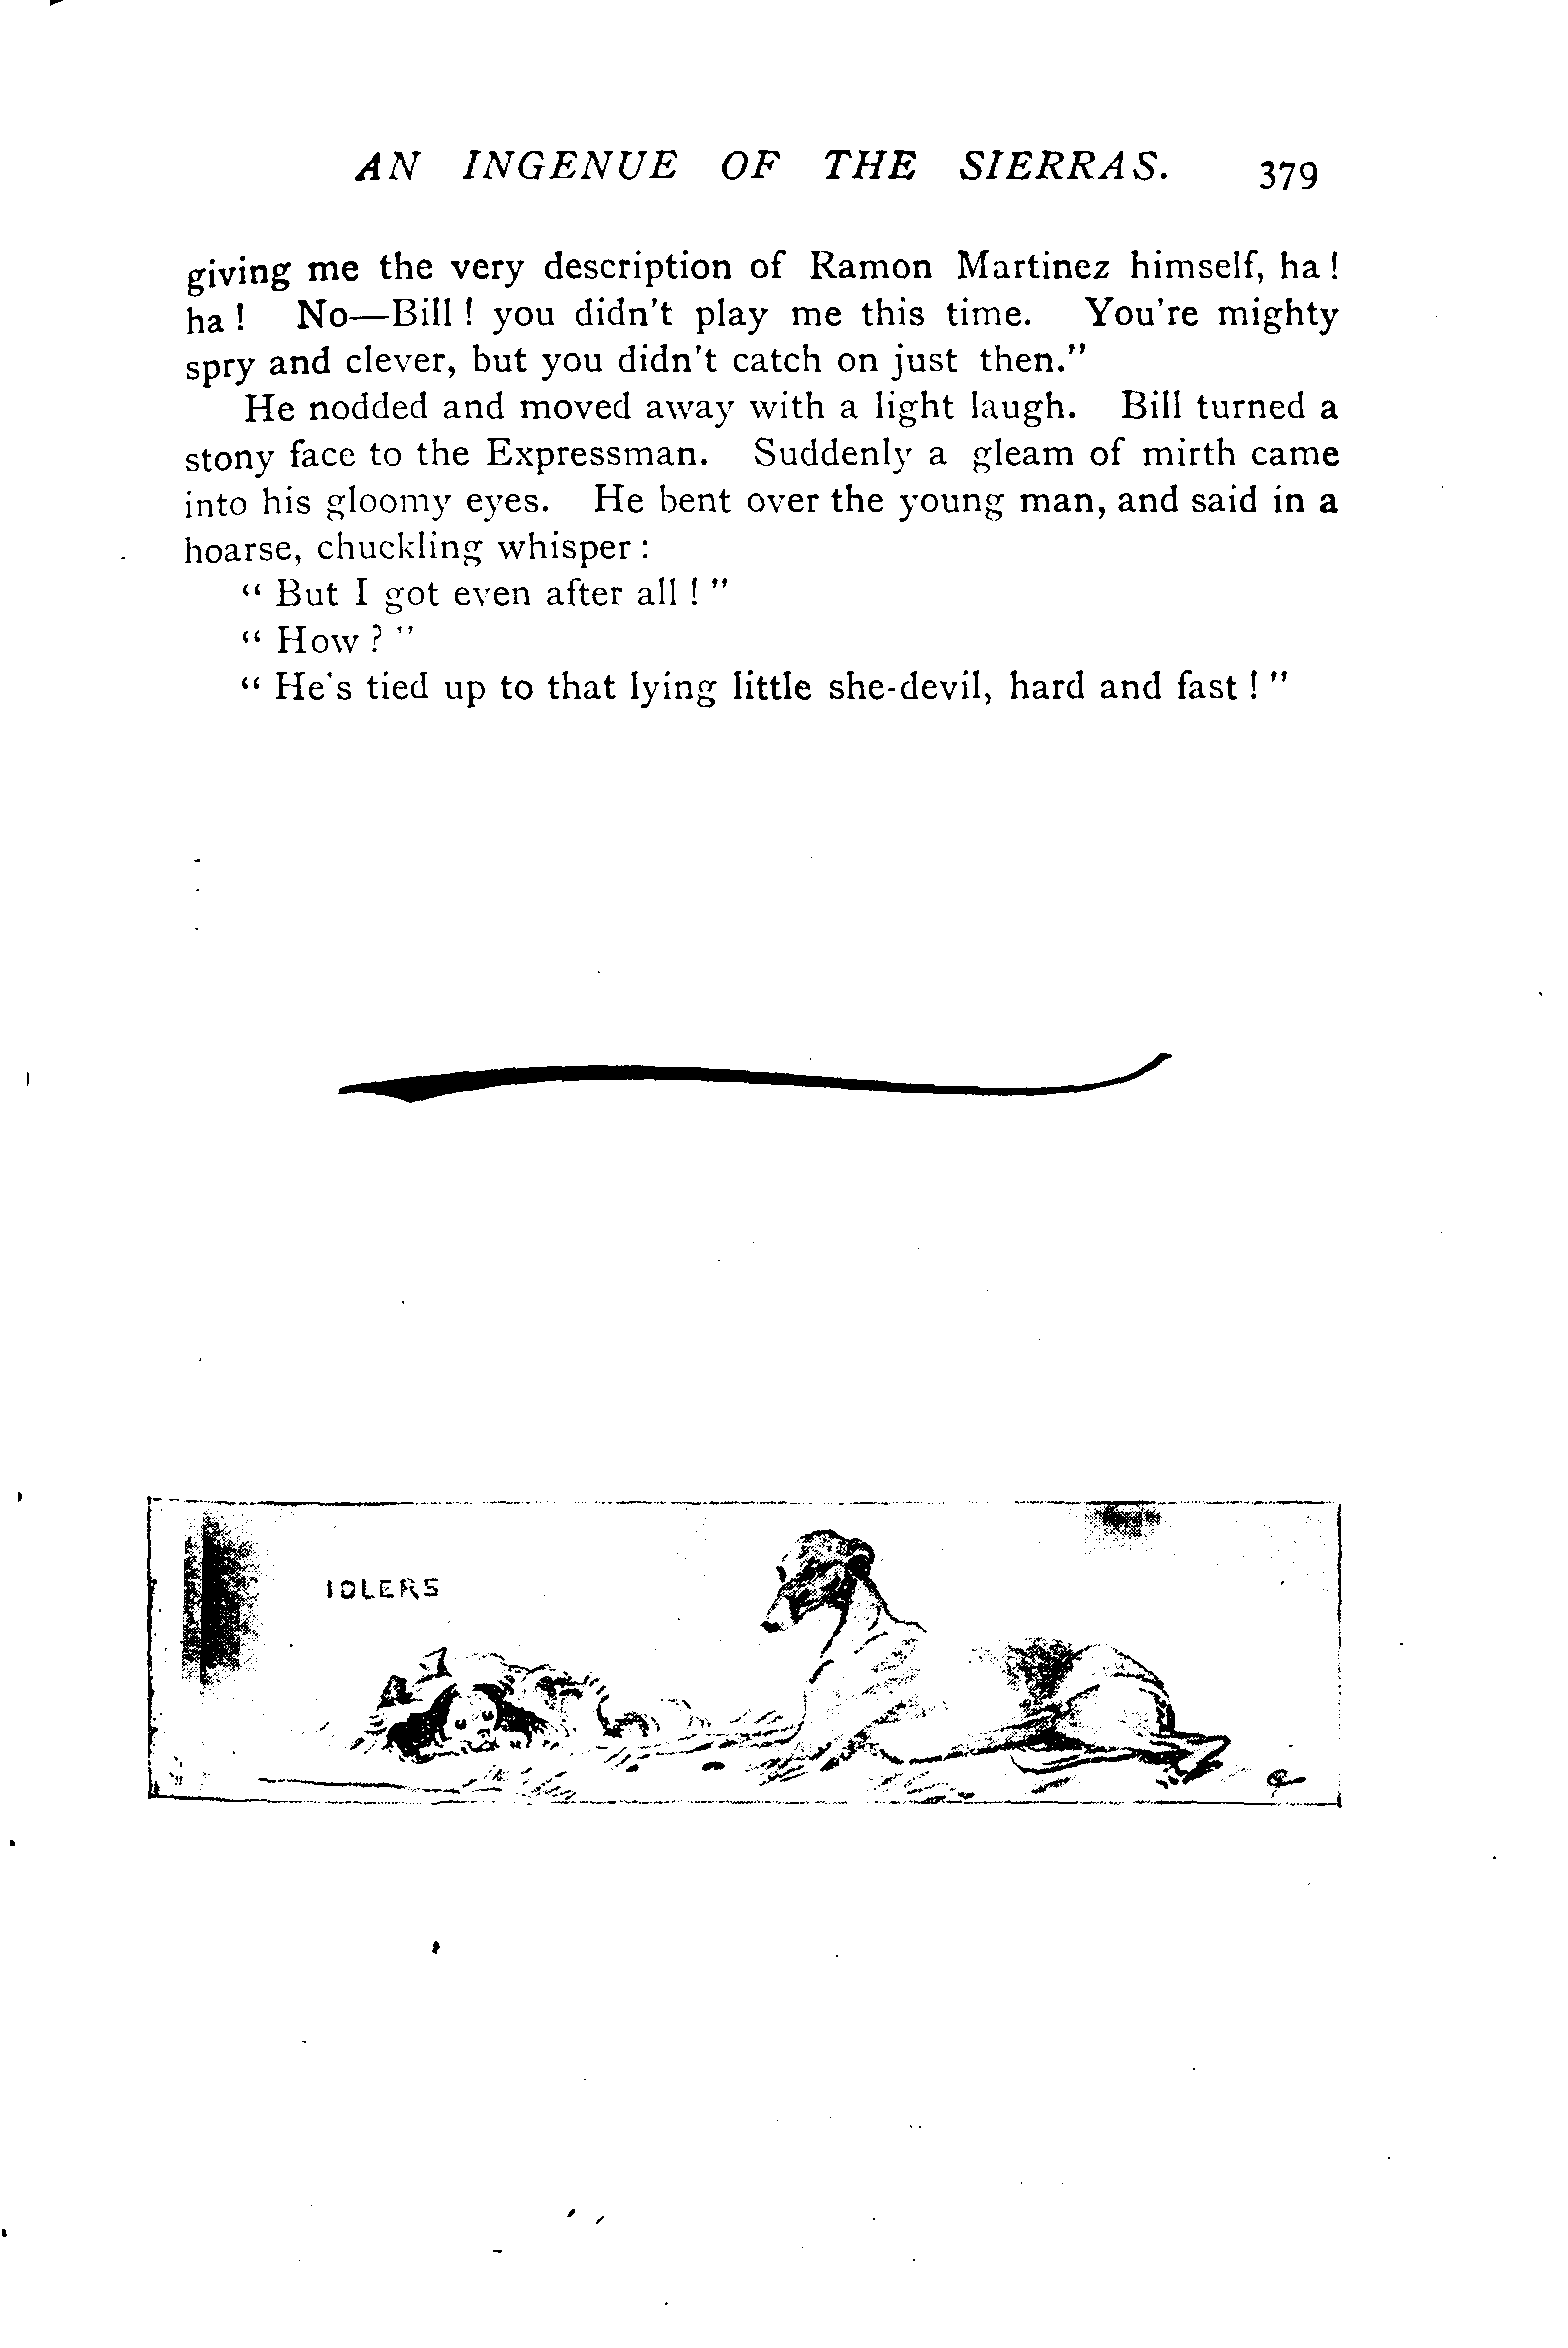 AN INGENUE OF THE SIERRAS. 379
giving me the very description of Ramon Martinez himself, ha!
ha! No—Bill! you didn't play me this time. You're mighty
spry and clever, but you didn't catch on just then."
He nodded and moved away with a light laugh. Bill turned a
stony face to the Expressman. Suddenly a gleam of mirth came
into his gloomy eyes. He bent over the young man, and said in a
hoarse, chuckling whisper:
"But I got even after all!"
"How?"
"He's tied up to that lying little she-devil, hard and fast!"
IDLERS